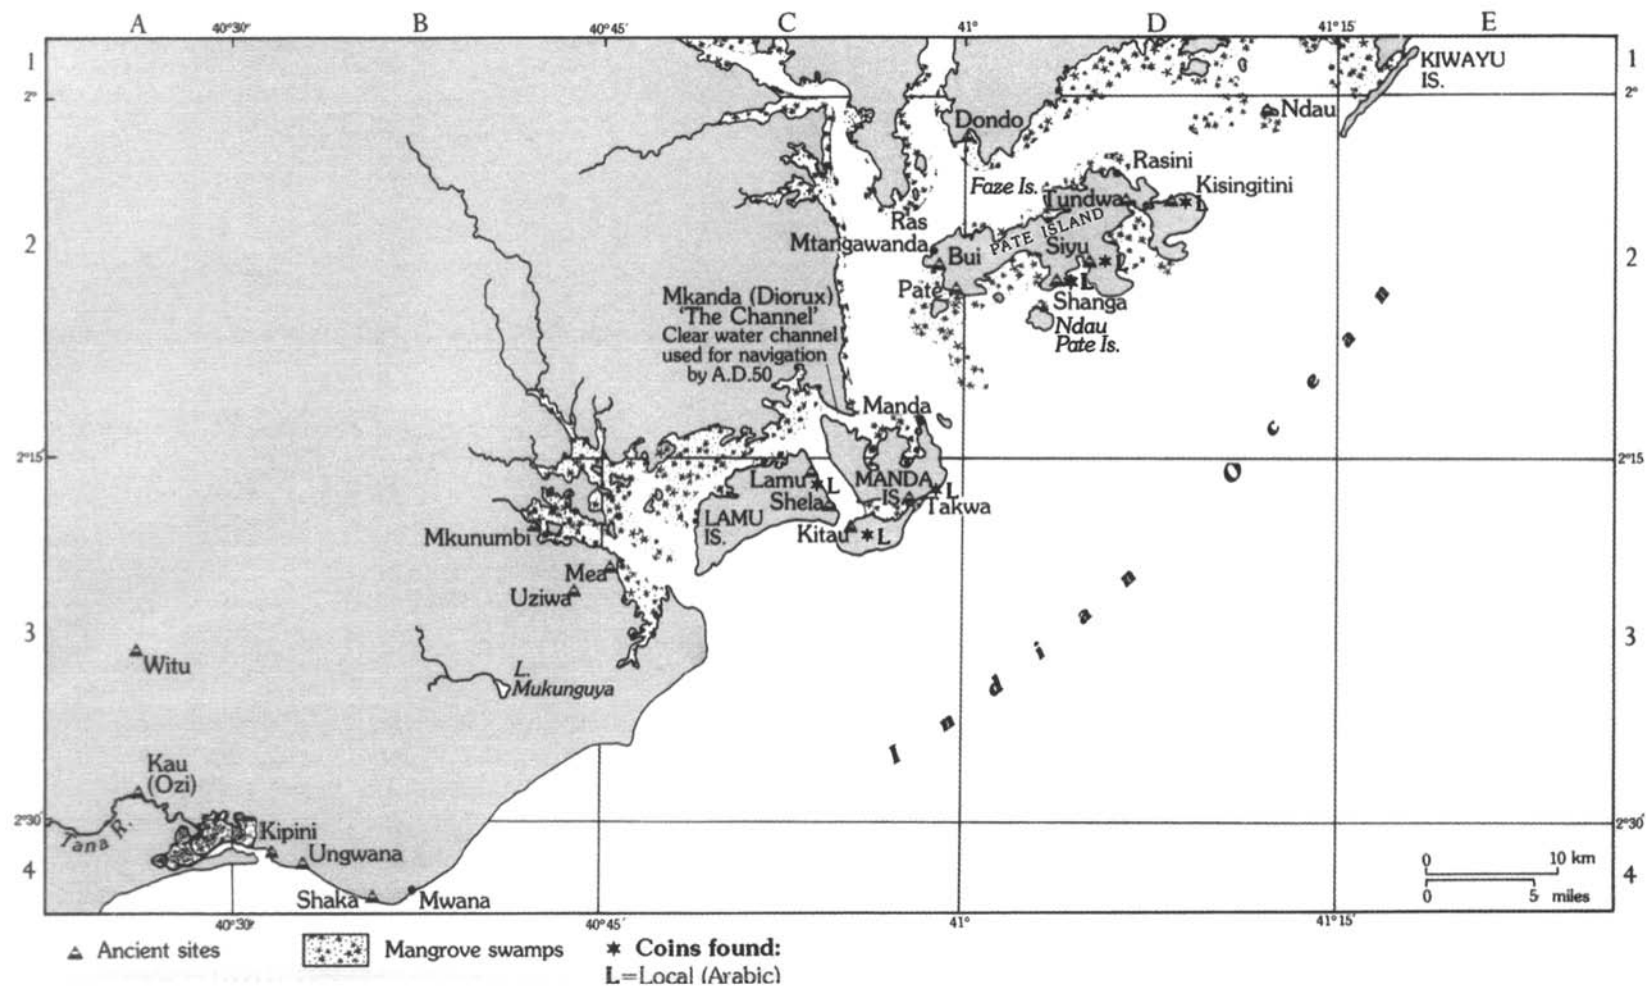 A B C D E
40°30' 40°45' 41° 41°15'
1 1
KIWAYU
IS.
2° 2°
Ndau
Dondo
Rasini
Faze Is.
Kisingitini
Tundwa
L
Ras
Mtangawanda
PATE ISLAND
Siyu
2 2
Bui
L
Pate
L
Shanga
Mkanda (Diorux)
'The Channel'
Clear water channel
used for navigation
by A.D.50
Ndau
Pate Is.
Manda
2°15' 2°15'
Lamu
L
MANDA
IS.
L
Shela
Takwa
LAMU
IS.
Mkunumbi
Kitau
L
Mea
Uziwa
3 3
Witu
L.
Mukunguya
Indian Ocean
Kau
(Ozi)
2°30' 2°30'
Tana R.
Kipini
Ungwana
0 10 km
4 4
Shaka
Mwana
0 5 miles
40°30' 40°45' 41° 41°15'
Ancient sites Mangrove swamps Coins found:
L=Local (Arabic)